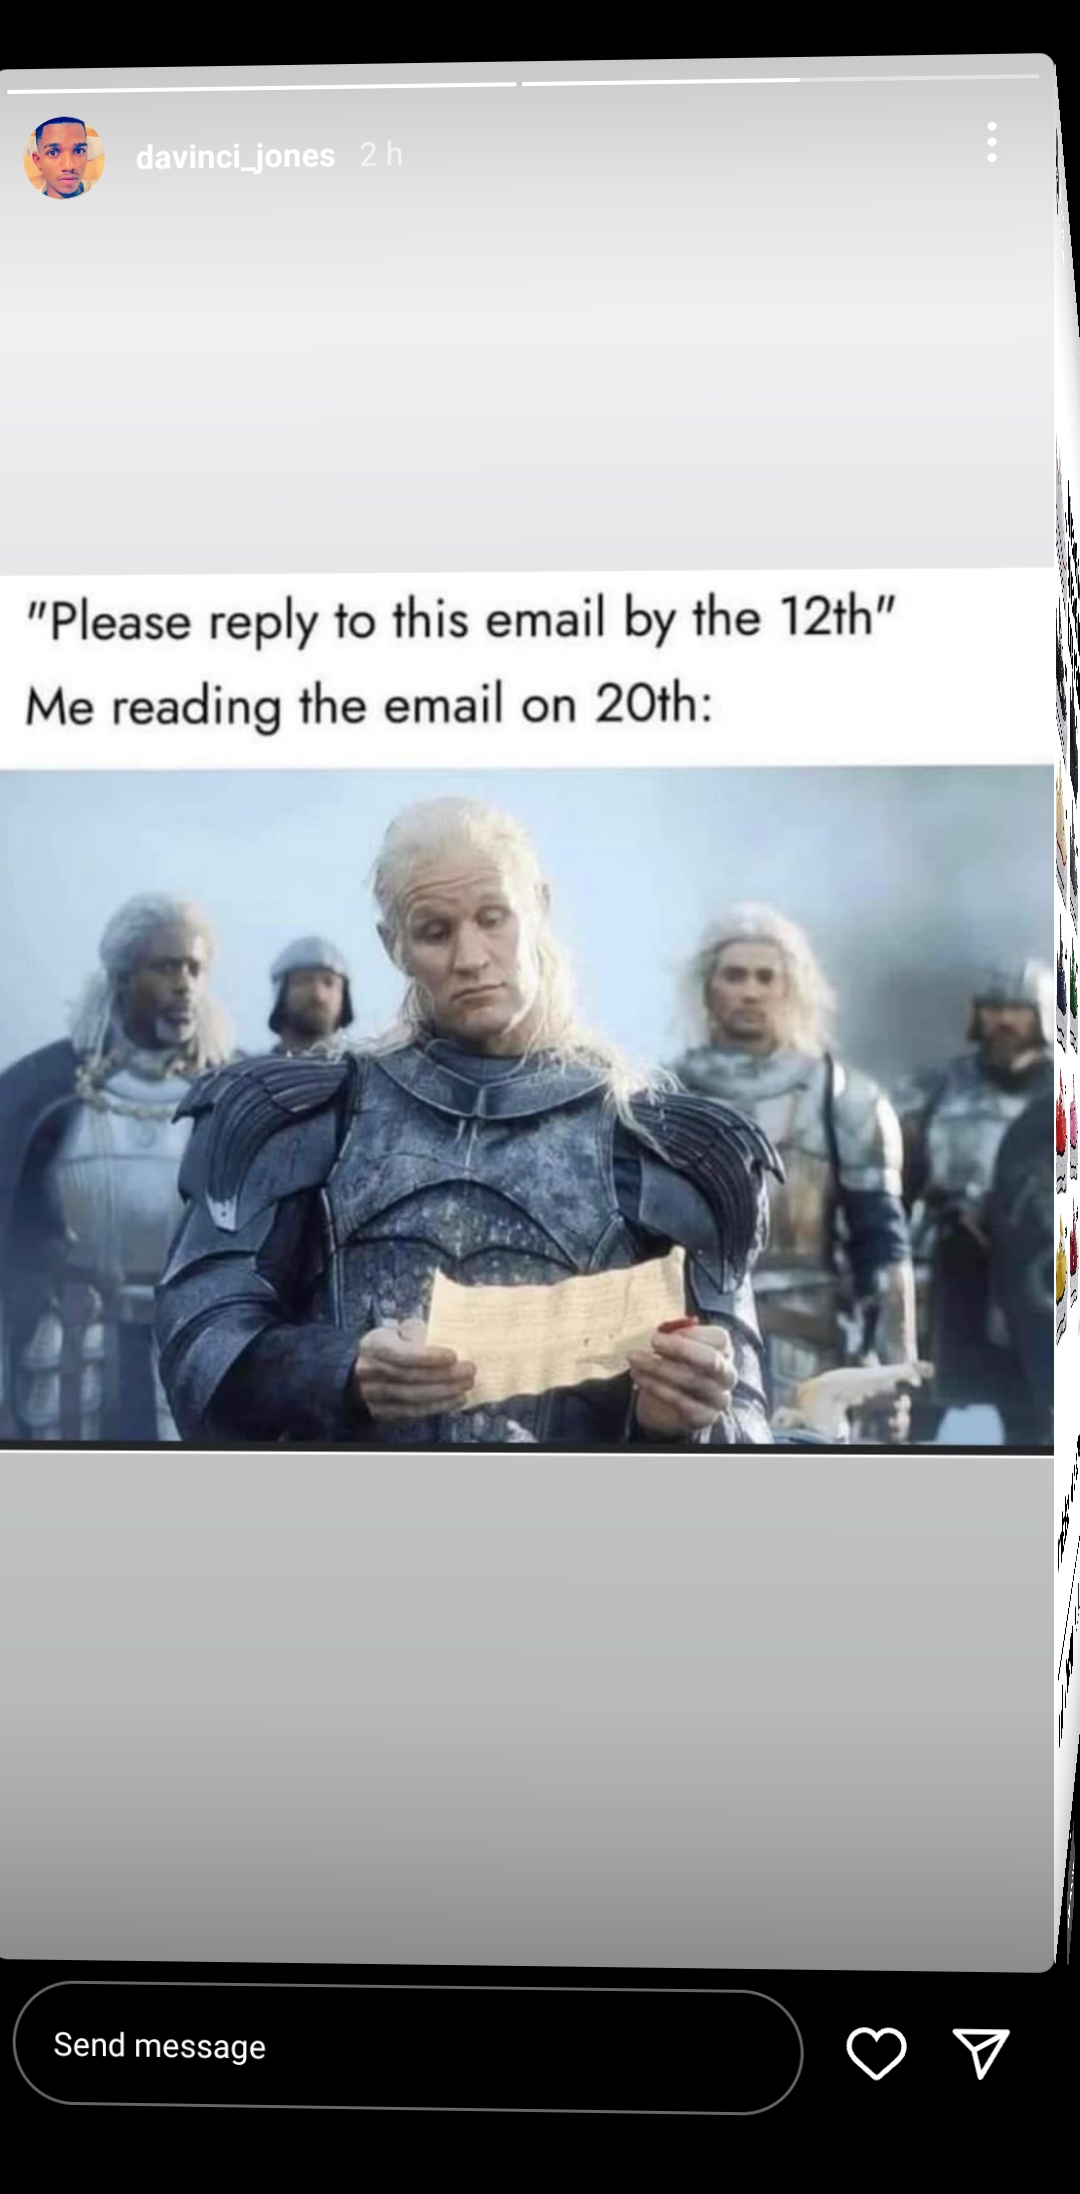 davinci_jones 2 h
"Please reply to this email by the 12th"
Me reading the email on 20th:
Send message